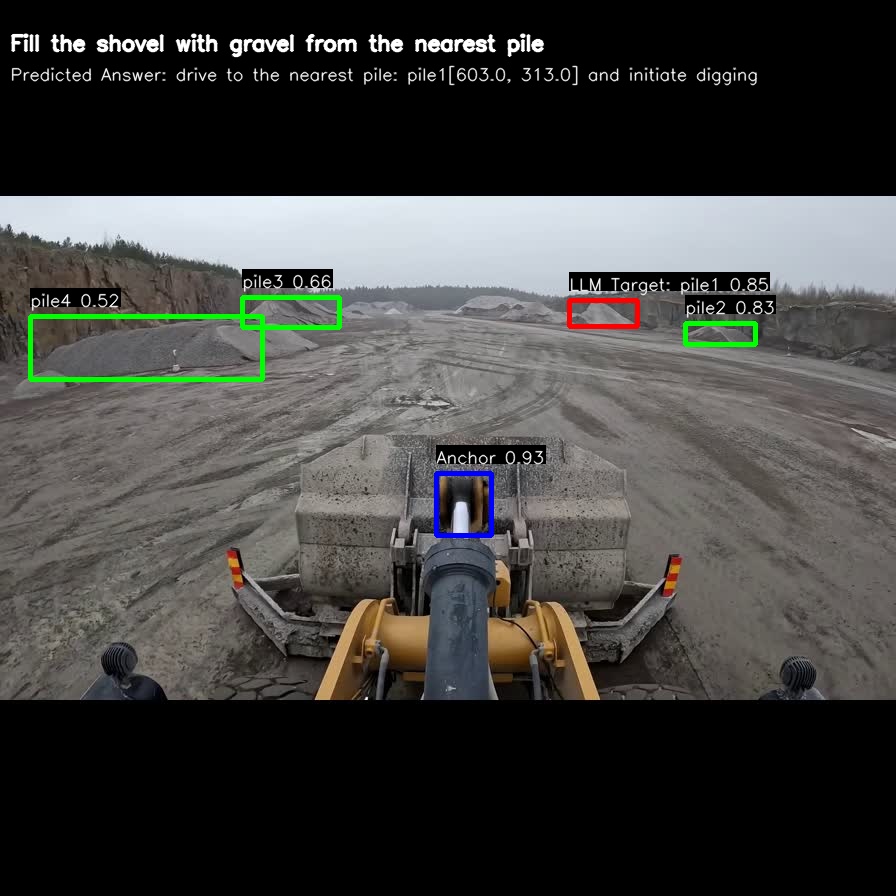 Fill the shovel with gravel from the nearest pile
Predicted Answer: drive to the nearest pile: pile1[603.0, 313.0] and initiate digging
pile3 0.66
LLM Target: pile1 0.85
pile4 0.52
pile2 0.83
Anchor 0.93